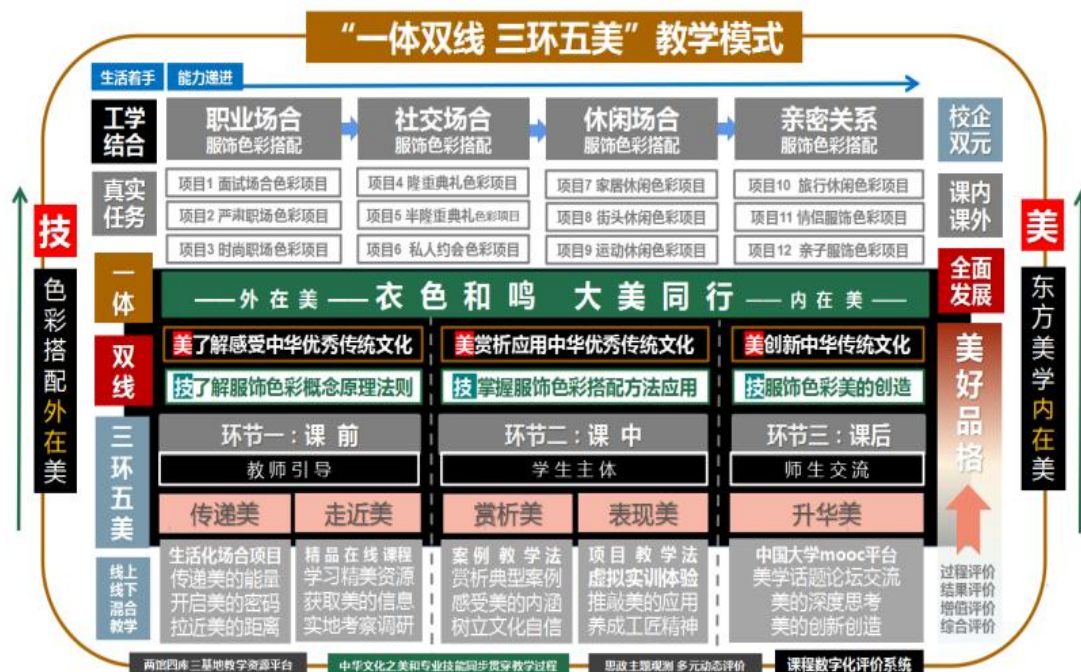 “一体双线 三环五美”教学模式
生活着手 能力递进
工学结合
职业场合
服饰色彩搭配
社交场合
服饰色彩搭配
休闲场合
服饰色彩搭配
亲密关系
服饰色彩搭配
校企双元
真实任务
项目1 面试场合色彩项目
项目2 严肃职场色彩项目
项目3 时尚职场色彩项目
项目4 隆重典礼色彩项目
项目5 半隆重典礼色彩项目
项目6 私人约会色彩项目
项目7 家居休闲色彩项目
项目8 街头休闲色彩项目
项目9 运动休闲色彩项目
项目10 旅行休闲色彩项目
项目11 情侣服饰色彩项目
项目12 亲子服饰色彩项目
课内课外
技
色彩搭配外在美
美
东方美学内在美
一体
——外在美——衣色和鸣 大美同行——内在美——
全面发展
双线
美了解感受中华优秀传统文化
美赏析应用中华优秀传统文化
美创新中华传统文化
技了解服饰色彩概念原理法则
技掌握服饰色彩搭配方法应用
技服饰色彩美的创造
美好品格
三环五美
环节一：课 前
环节二：课 中
环节三：课后
教师引导
学生主体
师生交流
传递美
走近美
赏析美
表现美
升华美
线上
线下
混合
教学
生活化场合项目
传递美的能量
开启美的密码
拉近美的距离
精品在线课程
学习精美资源
获取美的信息
实地考察调研
案例教学法
赏析典型案例
感受美的内涵
树立文化自信
项目教学法
虚拟实训体验
推敲美的应用
养成工匠精神
中国大学mooc平台
美学话题论坛交流
美的深度思考
美的创新创造
过程评价
结果评价
增值评价
综合评价
两馆四库三基地教学资源平台
中华文化之美和专业技能同步贯穿教学过程
思政主题观测 多元动态评价
课程数字化评价系统